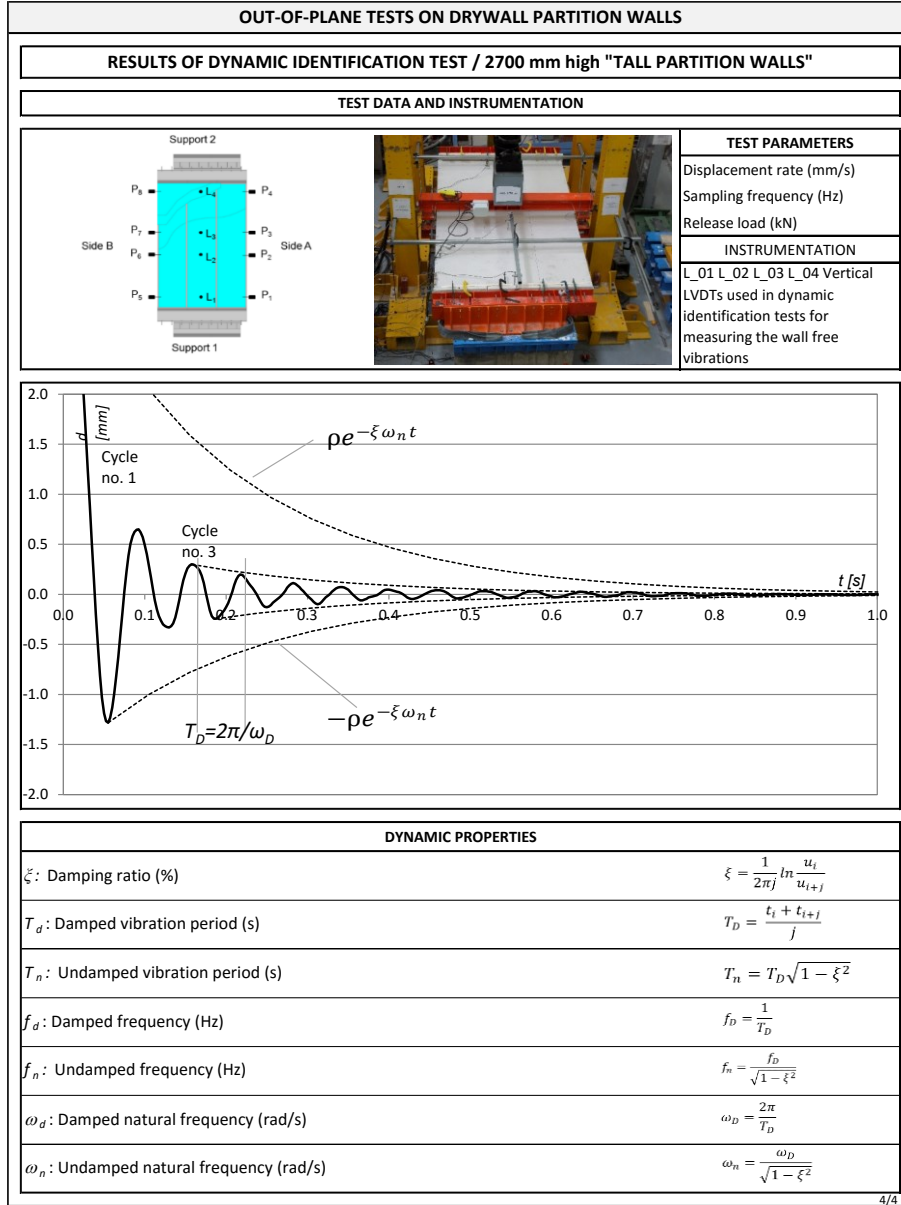 OUT-OF-PLANE TESTS ON DRYWALL PARTITION WALLS
RESULTS OF DYNAMIC IDENTIFICATION TEST / 2700 mm high "TALL PARTITION WALLS"
TEST DATA AND INSTRUMENTATION
Support 2
P₈ L₄ P₄
P₇ L₃ P₃
Side B Side A
P₆ L₂ P₂
P₅ L₁ P₁
Support 1
TEST PARAMETERS
Displacement rate (mm/s)
Sampling frequency (Hz)
Release load (kN)
INSTRUMENTATION
L_01 L_02 L_03 L_04 Vertical
LVDTs used in dynamic
identification tests for
measuring the wall free
vibrations
2.0
1.5
1.0
0.5
0.0
-0.5
-1.0
-1.5
-2.0
d [mm]
Cycle
no. 1
Cycle
no. 3
ρe^{-ξω_n t}
t [s]
0.0 0.1 0.2 0.3 0.4 0.5 0.6 0.7 0.8 0.9 1.0
−ρe^{-ξω_n t}
T_D=2π/ω_D
DYNAMIC PROPERTIES
ξ: Damping ratio (%) ξ = 1/(2πj) ln u_i/u_{i+j}
T_d: Damped vibration period (s) T_D = (t_i + t_{i+j})/j
T_n: Undamped vibration period (s) T_n = T_D√(1 − ξ²)
f_d: Damped frequency (Hz) f_D = 1/T_D
f_n: Undamped frequency (Hz) f_n = f_D/√(1 − ξ²)
ω_d: Damped natural frequency (rad/s) ω_D = 2π/T_D
ω_n: Undamped natural frequency (rad/s) ω_n = ω_D/√(1 − ξ²)
4/4